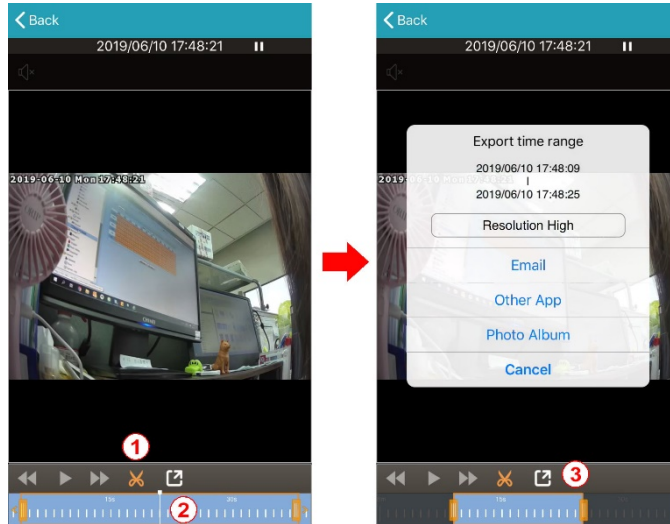 Back
2019/06/10 17:48:21
2019-06-10 Mon 17:48:21
1
15s
20s
2
Back
2019/06/10 17:48:21
2019
Export time range
2019/06/10 17:48:09
2019/06/10 17:48:25
Resolution High
Email
Other App
Photo Album
Cancel
3
15s